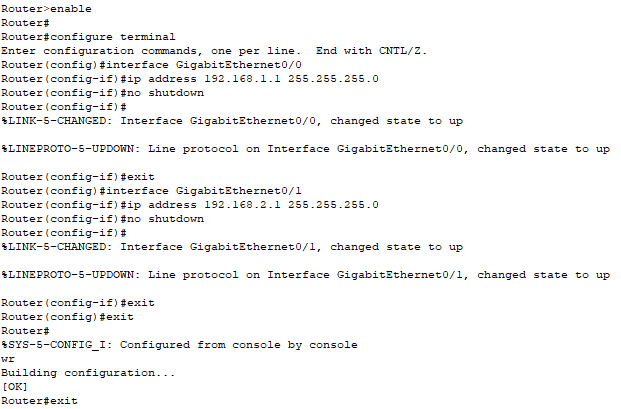 Router>enable
Router#
Router#configure terminal
Enter configuration commands, one per line.  End with CNTL/Z.
Router(config)#interface GigabitEthernet0/0
Router(config-if)#ip address 192.168.1.1 255.255.255.0
Router(config-if)#no shutdown
Router(config-if)#
%LINK-5-CHANGED: Interface GigabitEthernet0/0, changed state to up

%LINEPROTO-5-UPDOWN: Line protocol on Interface GigabitEthernet0/0, changed state to up

Router(config-if)#exit
Router(config)#interface GigabitEthernet0/1
Router(config-if)#ip address 192.168.2.1 255.255.255.0
Router(config-if)#no shutdown
Router(config-if)#
%LINK-5-CHANGED: Interface GigabitEthernet0/1, changed state to up

%LINEPROTO-5-UPDOWN: Line protocol on Interface GigabitEthernet0/1, changed state to up

Router(config-if)#exit
Router(config)#exit
Router#
%SYS-5-CONFIG_I: Configured from console by console
wr
Building configuration...
[OK]
Router#exit